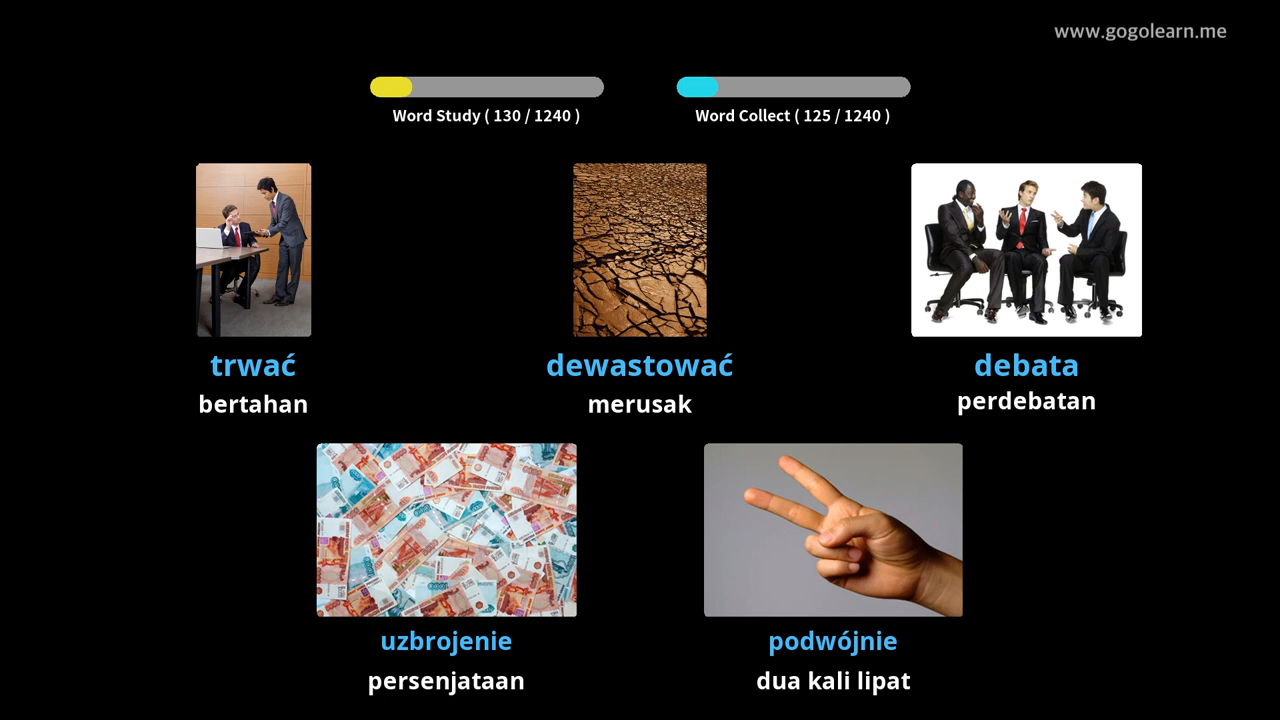 www.gogolearn.me
Word Study ( 130 / 1240 )
Word Collect ( 125 / 1240 )
trwać
bertahan
dewastować
merusak
debata
perdebatan
uzbrojenie
persenjataan
podwójnie
dua kali lipat